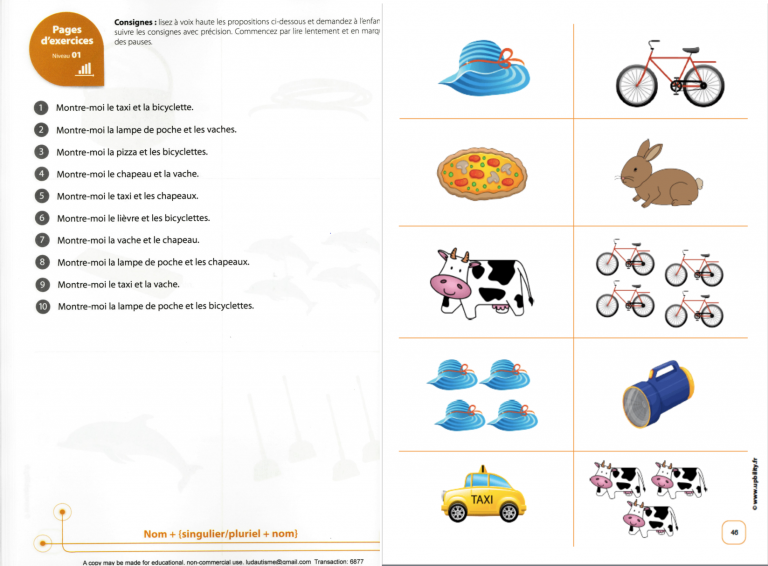 Pages
d'exercices
Niveau 01
Consignes : lisez à voix haute les propositions ci-dessous et demandez à l'enfan
suivre les consignes avec précision. Commencez par lire lentement et en marq
des pauses.
1 Montre-moi le taxi et la bicyclette.
2 Montre-moi la lampe de poche et les vaches.
3 Montre-moi la pizza et les bicyclettes.
4 Montre-moi le chapeau et la vache.
5 Montre-moi le taxi et les chapeaux.
6 Montre-moi le lièvre et les bicyclettes.
7 Montre-moi la vache et le chapeau.
8 Montre-moi la lampe de poche et les chapeaux.
9 Montre-moi le taxi et la vache.
10 Montre-moi la lampe de poche et les bicyclettes.
Nom + {singulier/pluriel + nom}
A copy may be made for educational, non-commercial use, ludautisme@gmail.com Transaction: 6877
TAXI
© www.upbility.fr
46